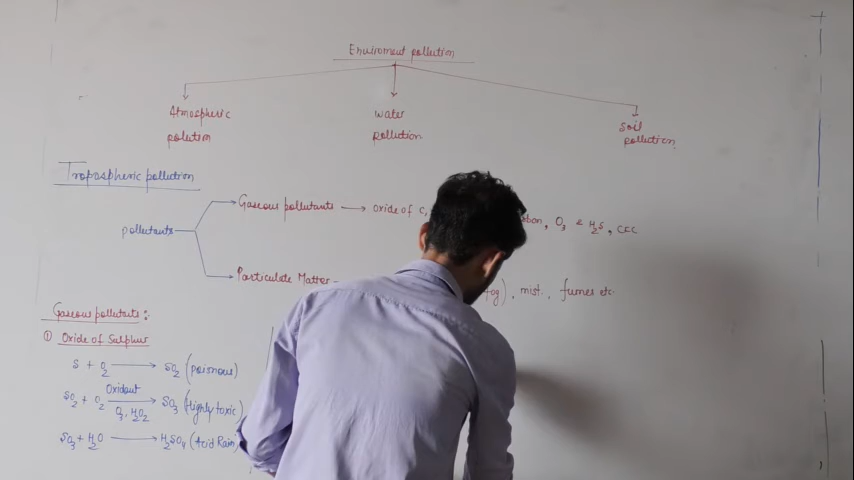 Enviroment pollution
Atmospheric pollution
water pollution
Soil pollution
Tropospheric pollution
pollutants
Gaseous pollutants → oxide of C, , O₃ & H₂S, CFC
Particulate Matter
fog), mist, fumes etc.
Gaseous pollutants:
① Oxide of Sulphur
S + O₂ → SO₂ (poisnous)
SO₂ + O₂ Oxidant → O₃, H₂O₂ SO₃ (Highly toxic)
SO₃ + H₂O → H₂SO₄ (Acid Rain)